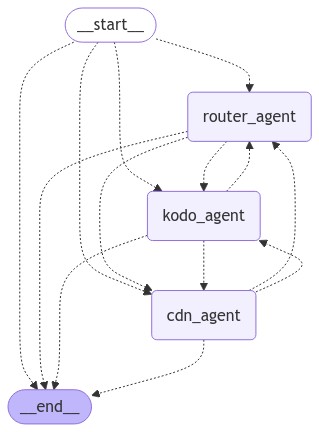 __start__
router_agent
kodo_agent
cdn_agent
__end__